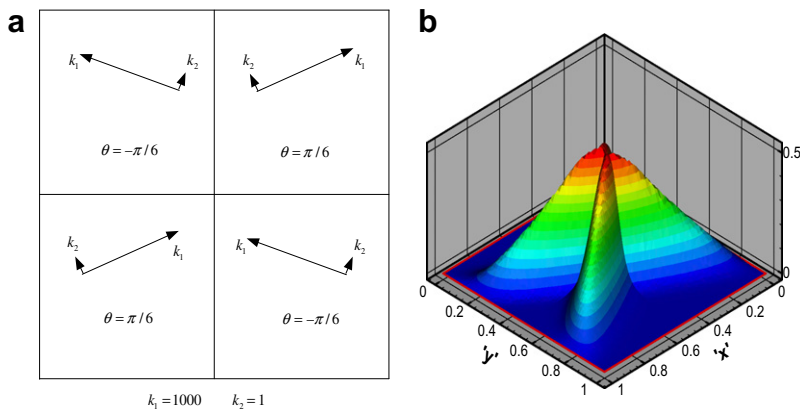 a
k₁ k₂
θ = −π / 6
k₂ k₁
θ = π / 6
k₂ k₁
θ = π / 6
k₁ k₂
θ = −π / 6
k₁ = 1000 k₂ = 1
b
0.5
0
0
0.2
0.4
0.6
0.8
1
'y'
0
0.2
0.4
0.6
0.8
1
'x'